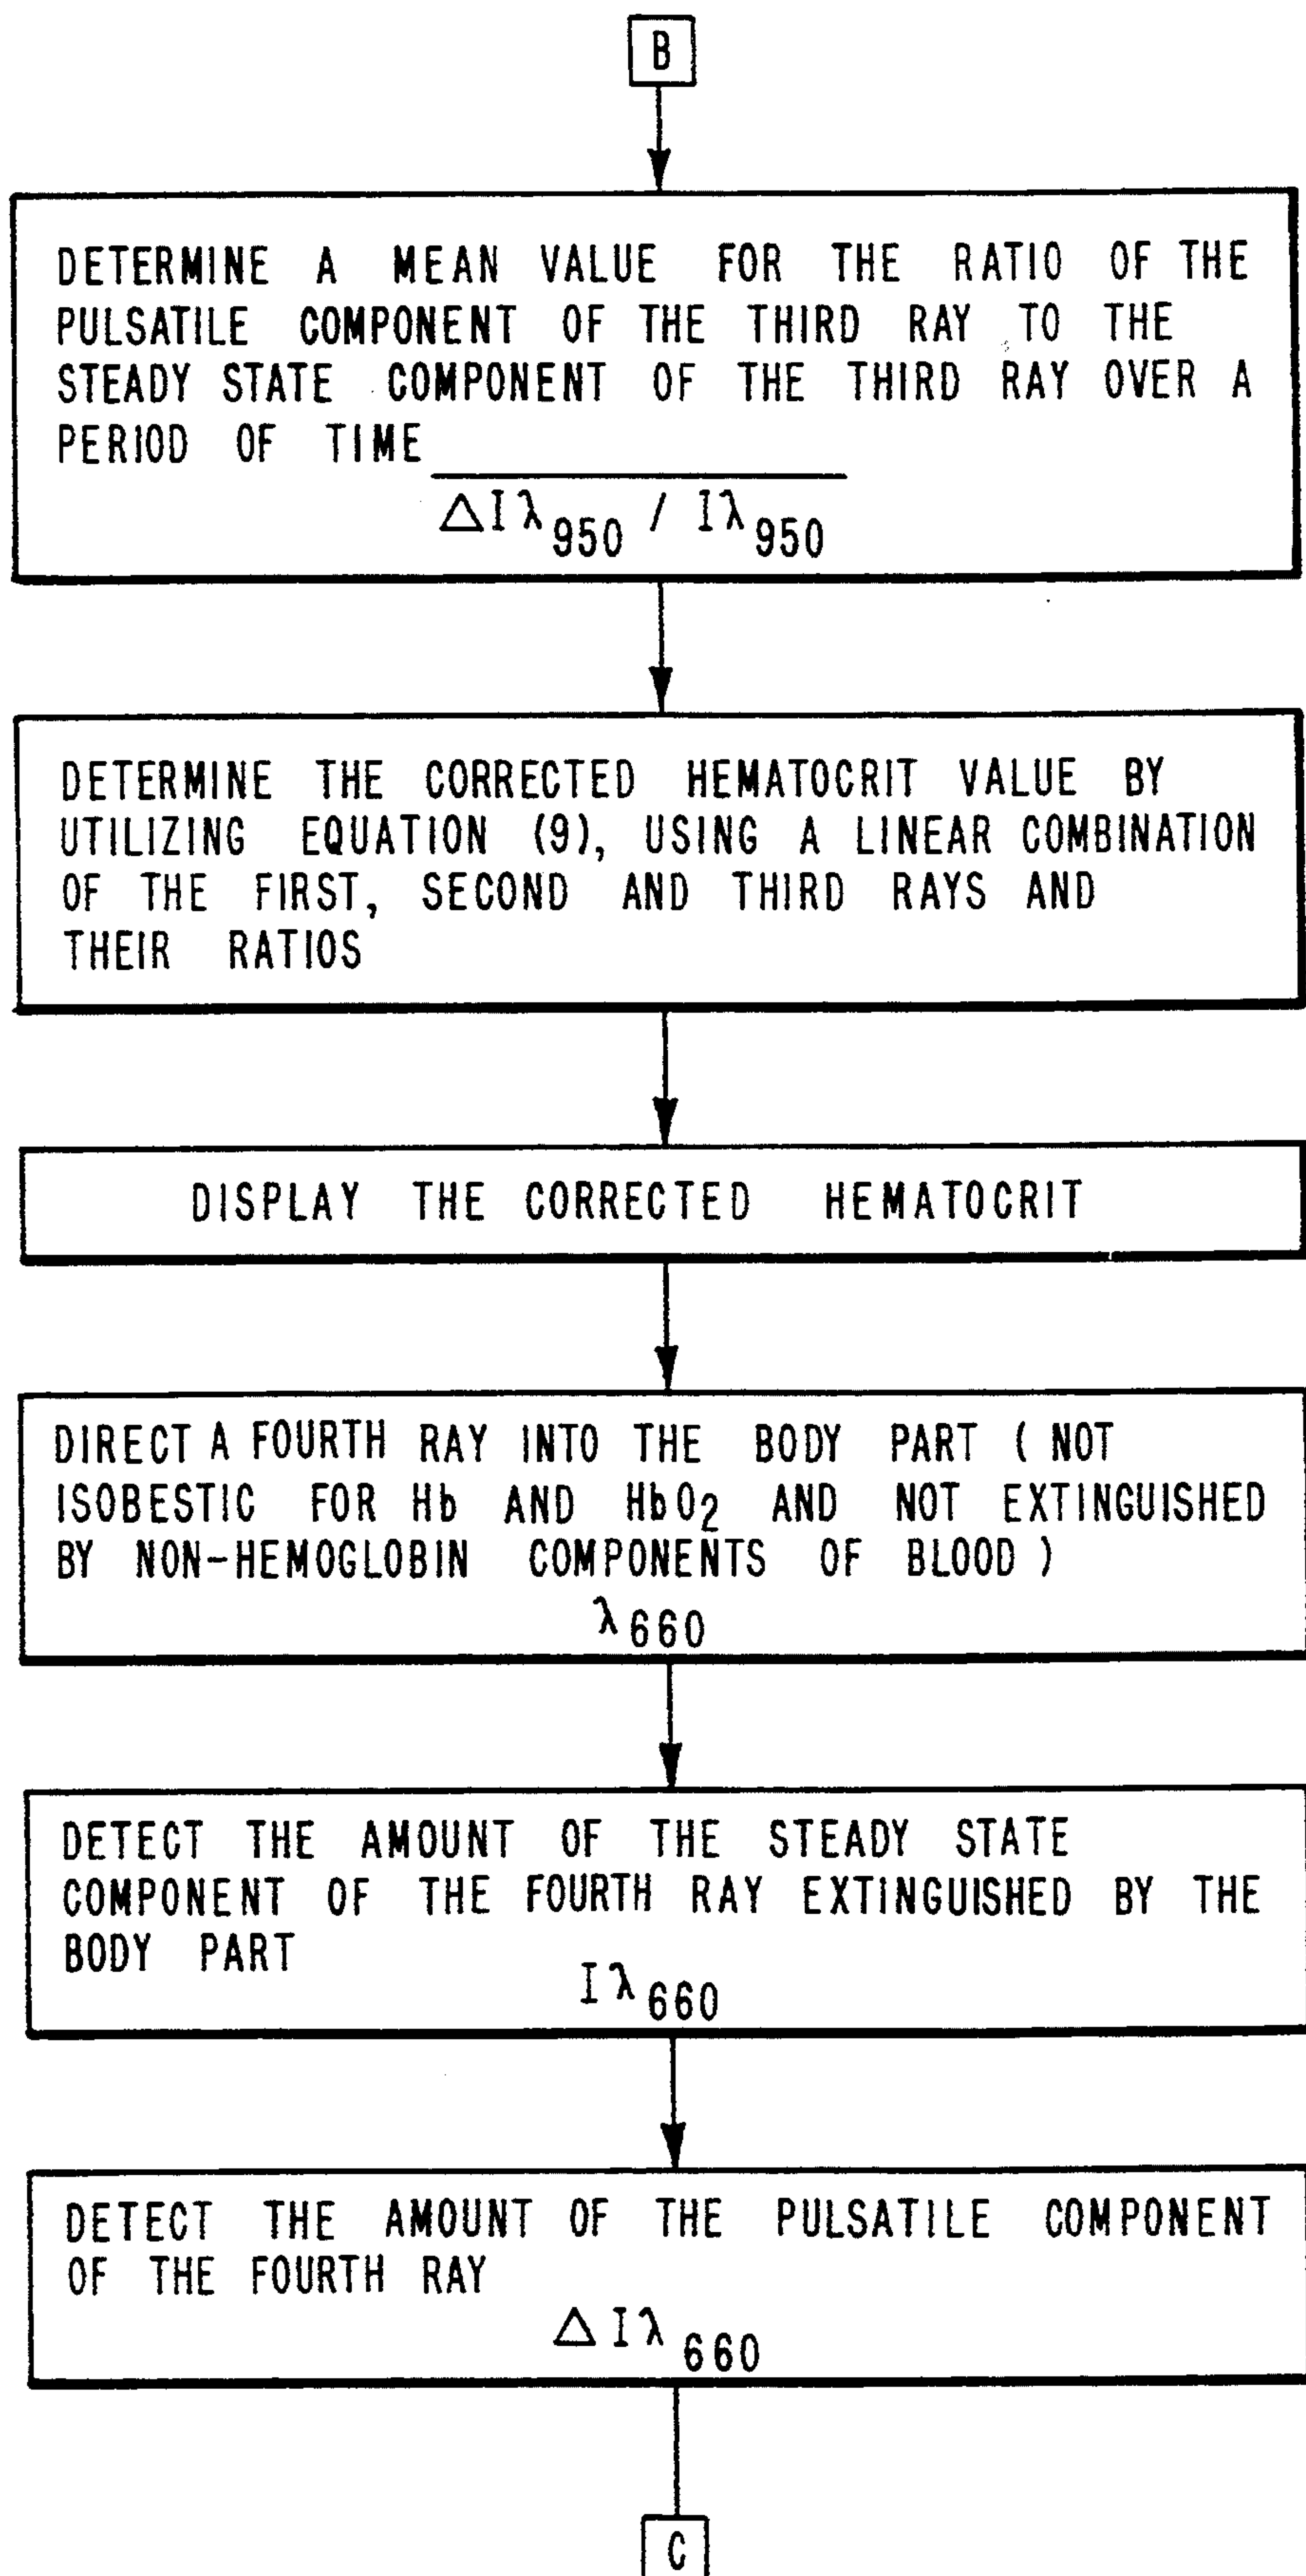 B
DETERMINE A MEAN VALUE FOR THE RATIO OF THE
PULSATILE COMPONENT OF THE THIRD RAY TO THE
STEADY STATE COMPONENT OF THE THIRD RAY OVER A
PERIOD OF TIME
ΔIλ950 / Iλ950
DETERMINE THE CORRECTED HEMATOCRIT VALUE BY
UTILIZING EQUATION (9), USING A LINEAR COMBINATION
OF THE FIRST, SECOND AND THIRD RAYS AND
THEIR RATIOS
DISPLAY THE CORRECTED HEMATOCRIT
DIRECT A FOURTH RAY INTO THE BODY PART (NOT
ISOBESTIC FOR Hb AND HbO2 AND NOT EXTINGUISHED
BY NON-HEMOGLOBIN COMPONENTS OF BLOOD)
λ660
DETECT THE AMOUNT OF THE STEADY STATE
COMPONENT OF THE FOURTH RAY EXTINGUISHED BY THE
BODY PART
Iλ660
DETECT THE AMOUNT OF THE PULSATILE COMPONENT
OF THE FOURTH RAY
ΔIλ660
C